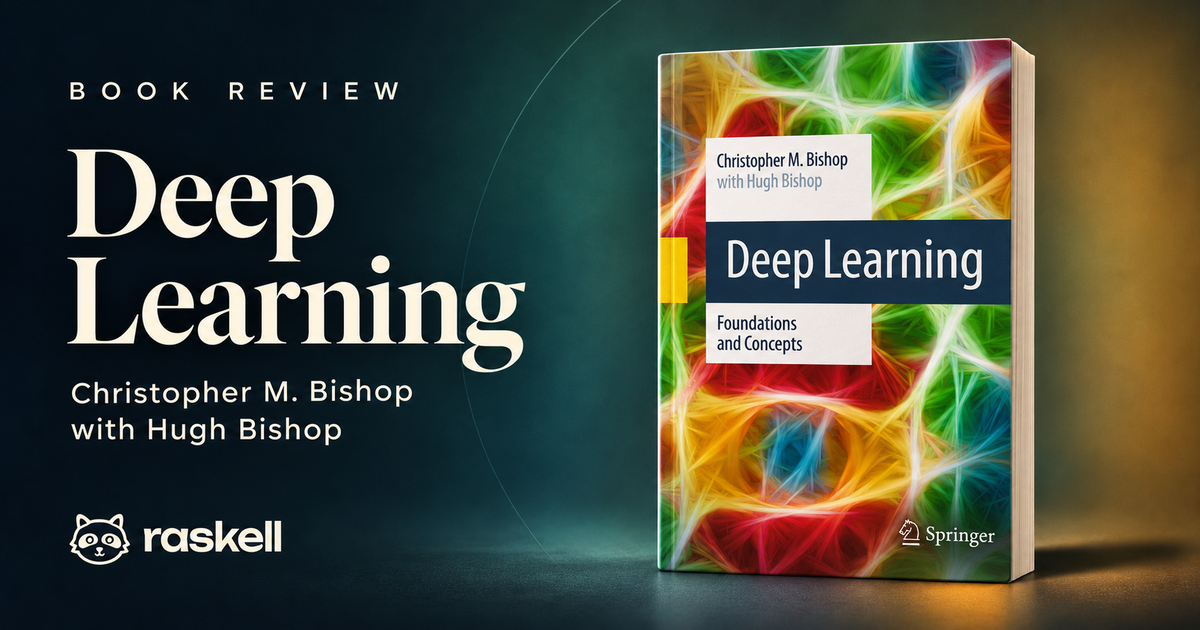 BOOK REVIEW
Deep
Learning
Christopher M. Bishop
with Hugh Bishop
raskell
Christopher M. Bishop
with Hugh Bishop
Deep Learning
Foundations
and Concepts
Springer